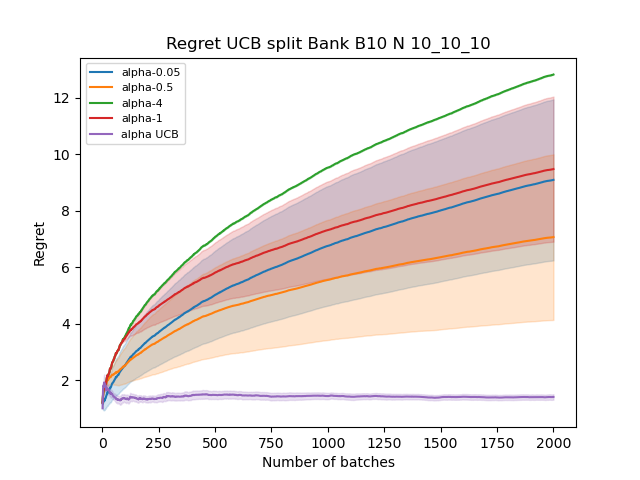 Regret UCB split Bank B10 N 10_10_10
alpha-0.05
alpha-0.5
alpha-4
alpha-1
alpha UCB
12
10
8
6
4
2
Regret
0
250
500
750
1000
1250
1500
1750
2000
Number of batches